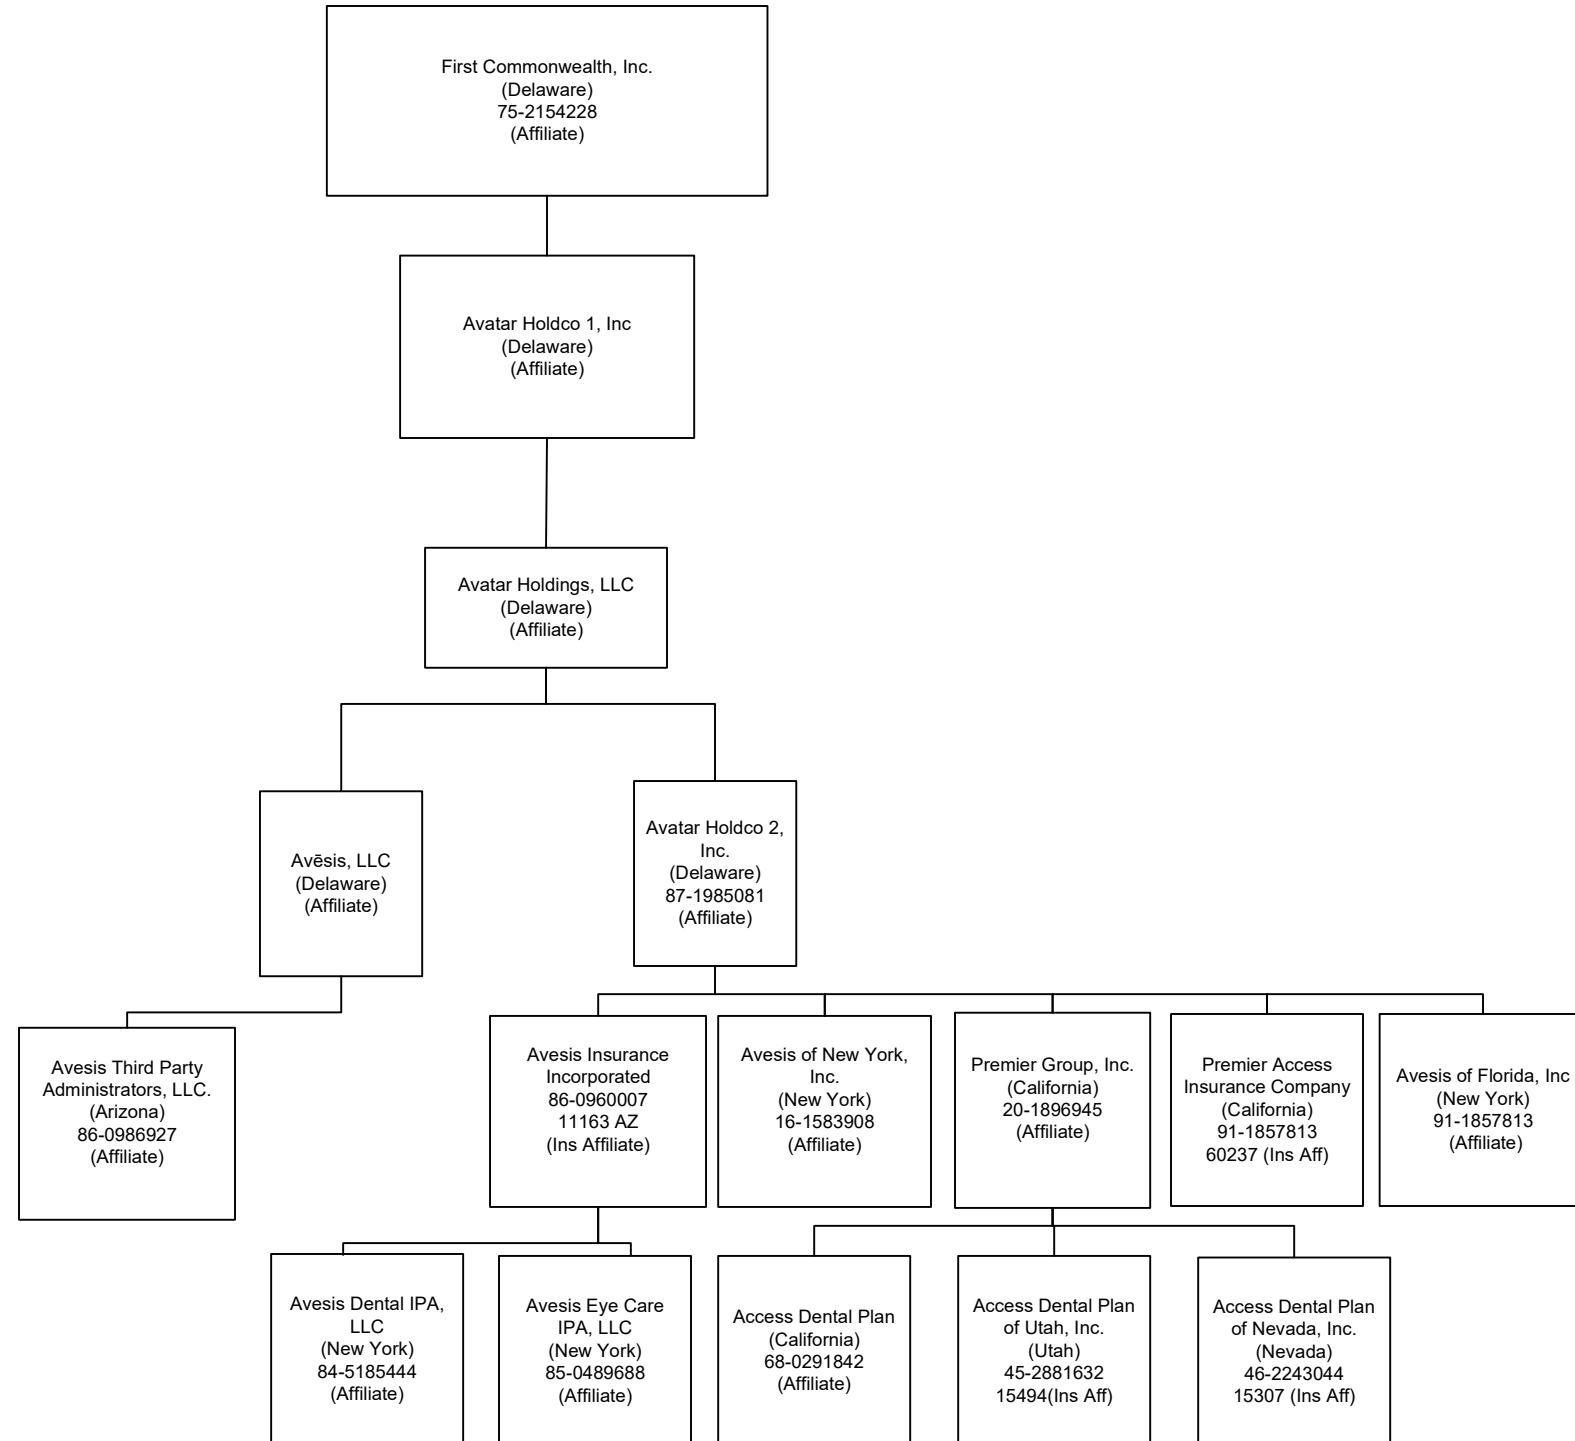 First Commonwealth, Inc.
(Delaware)
75-2154228
(Affiliate)
Avatar Holdco 1, Inc
(Delaware)
(Affiliate)
Avatar Holdings, LLC
(Delaware)
(Affiliate)
Avēsis, LLC
(Delaware)
(Affiliate)
Avatar Holdco 2,
Inc.
(Delaware)
87-1985081
(Affiliate)
Avesis Third Party
Administrators, LLC.
(Arizona)
86-0986927
(Affiliate)
Avesis Insurance
Incorporated
86-0960007
11163 AZ
(Ins Affiliate)
Avesis of New York,
Inc.
(New York)
16-1583908
(Affiliate)
Premier Group, Inc.
(California)
20-1896945
(Affiliate)
Premier Access
Insurance Company
(California)
91-1857813
60237 (Ins Aff)
Avesis of Florida, Inc
(New York)
91-1857813
(Affiliate)
Avesis Dental IPA,
LLC
(New York)
84-5185444
(Affiliate)
Avesis Eye Care
IPA, LLC
(New York)
85-0489688
(Affiliate)
Access Dental Plan
(California)
68-0291842
(Affiliate)
Access Dental Plan
of Utah, Inc.
(Utah)
45-2881632
15494(Ins Aff)
Access Dental Plan
of Nevada, Inc.
(Nevada)
46-2243044
15307 (Ins Aff)